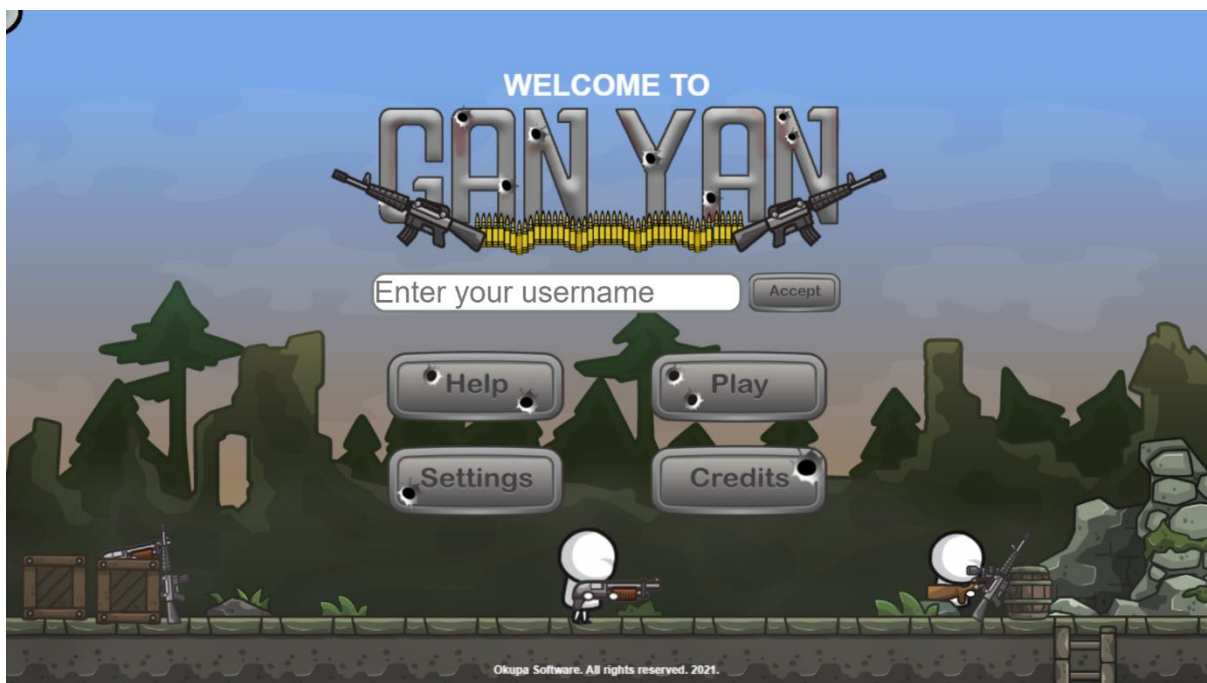 WELCOME TO
GAN YAN
Enter your username
Accept
Help
Play
Settings
Credits
Okupa Software. All rights reserved. 2021.